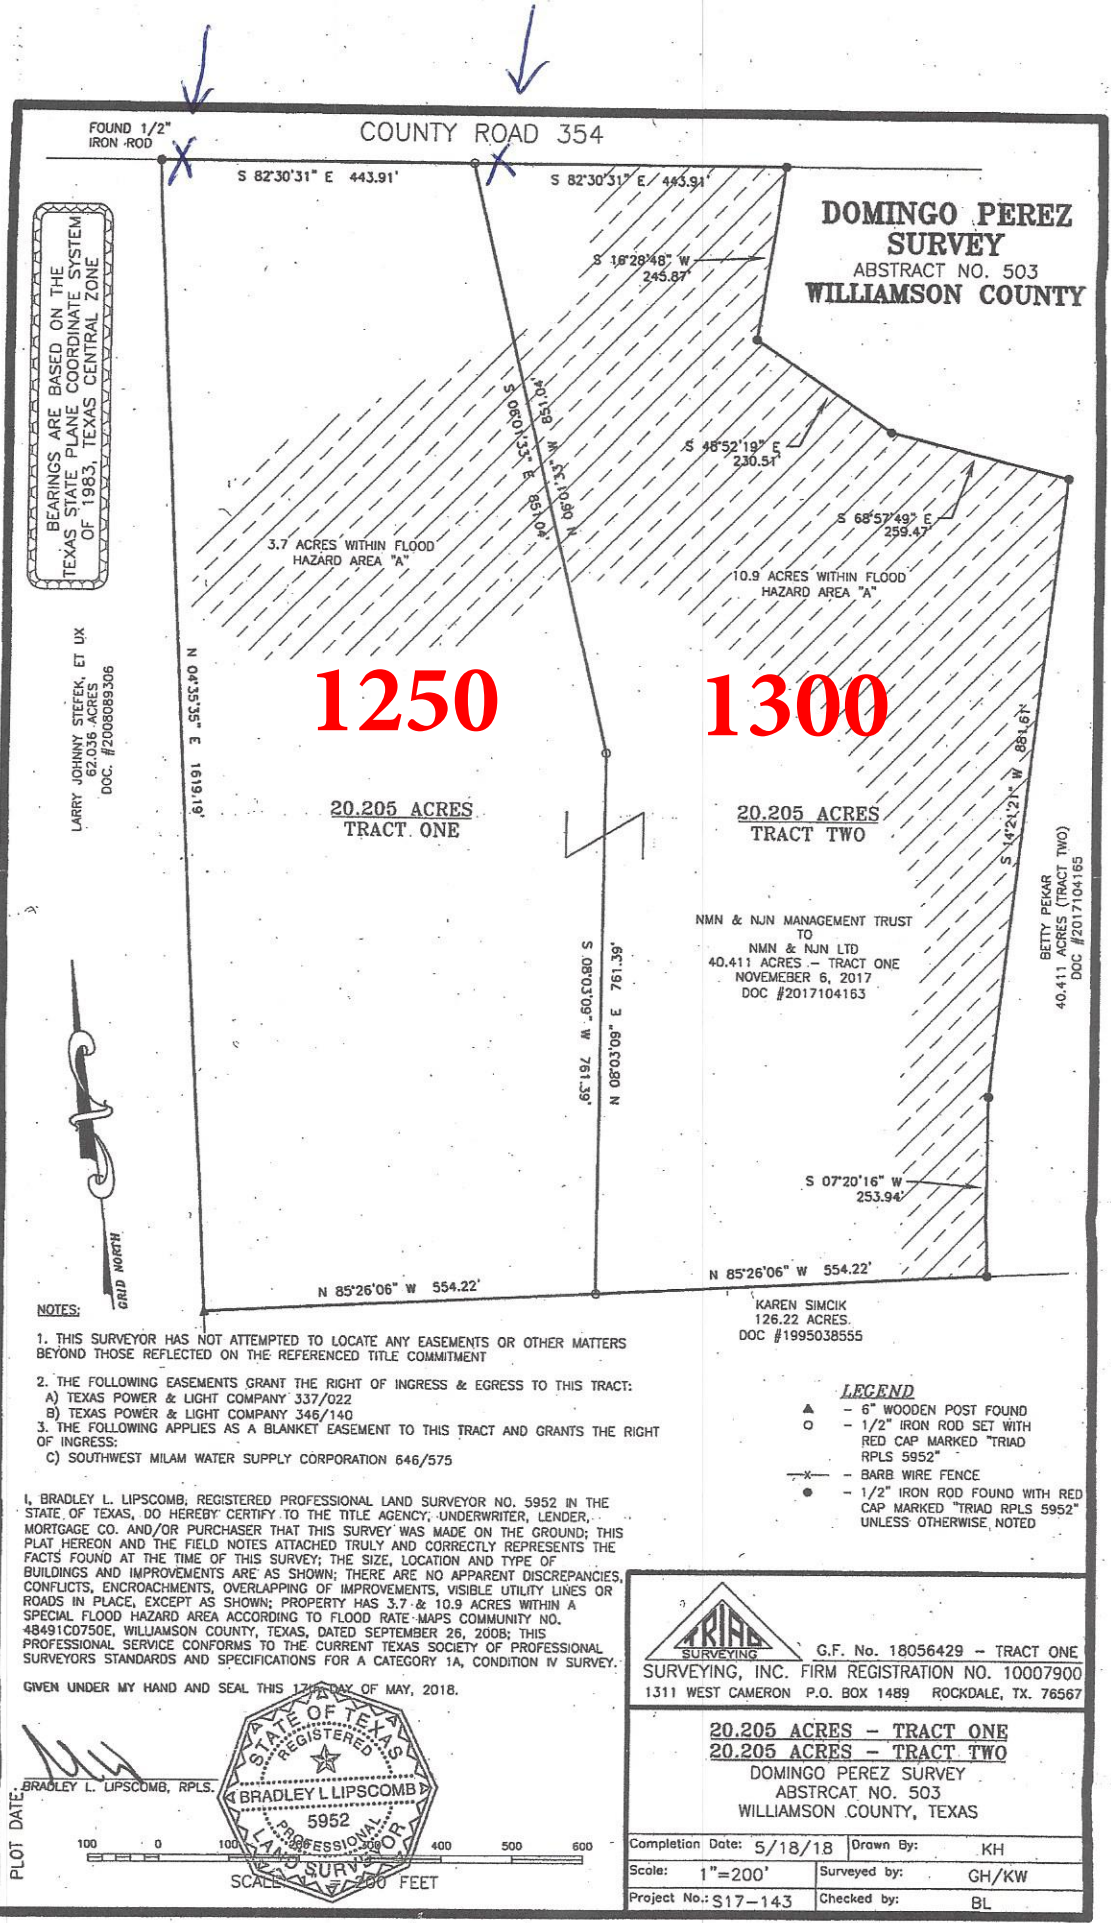 FOUND 1/2"
IRON ROD
COUNTY ROAD 354
S 82°30'31" E 443.91'
S 82°30'31" E 443.91'
DOMINGO PEREZ
SURVEY
ABSTRACT NO. 503
WILLIAMSON COUNTY
BEARINGS ARE BASED ON THE
TEXAS STATE PLANE COORDINATE SYSTEM
OF 1983, TEXAS CENTRAL ZONE
S 16°28'48" W
245.87'
S 48°52'19" E
230.51'
S 68°57'49" E
259.47'
S 06°01'33" E 851.04'
N 06°01'33" W 851.04'
3.7 ACRES WITHIN FLOOD
HAZARD AREA "A"
10.9 ACRES WITHIN FLOOD
HAZARD AREA "A"
LARRY JOHNNY STEFEK, ET UX
62.036 ACRES
DOC. #2008089306
N 04°35'35" E 1619.19'
1250
1300
S 14°21'21" W 881.61'
20.205 ACRES
TRACT ONE
20.205 ACRES
TRACT TWO
BETTY PEKAR
40.411 ACRES (TRACT TWO)
DOC #2017104165
NMN & NJN MANAGEMENT TRUST
TO
NMN & NJN LTD
40.411 ACRES - TRACT ONE
NOVEMEBER 6, 2017
DOC #2017104163
S 08°03'09" W 761.39'
N 08°03'09" E 761.39'
GRID NORTH
S 07°20'16" W
253.94'
N 85°26'06" W 554.22'
N 85°26'06" W 554.22'
KAREN SIMCIK
126.22 ACRES
DOC #1995038555
NOTES:
1. THIS SURVEYOR HAS NOT ATTEMPTED TO LOCATE ANY EASEMENTS OR OTHER MATTERS
BEYOND THOSE REFLECTED ON THE REFERENCED TITLE COMMITMENT
2. THE FOLLOWING EASEMENTS GRANT THE RIGHT OF INGRESS & EGRESS TO THIS TRACT:
A) TEXAS POWER & LIGHT COMPANY 337/022
B) TEXAS POWER & LIGHT COMPANY 346/140
3. THE FOLLOWING APPLIES AS A BLANKET EASEMENT TO THIS TRACT AND GRANTS THE RIGHT
OF INGRESS:
C) SOUTHWEST MILAM WATER SUPPLY CORPORATION 646/575
LEGEND
- 6" WOODEN POST FOUND
- 1/2" IRON ROD SET WITH
RED CAP MARKED "TRIAD
RPLS 5952"
- BARB WIRE FENCE
- 1/2" IRON ROD FOUND WITH RED
CAP MARKED "TRIAD RPLS 5952"
UNLESS OTHERWISE NOTED
I, BRADLEY L. LIPSCOMB, REGISTERED PROFESSIONAL LAND SURVEYOR NO. 5952 IN THE
STATE OF TEXAS, DO HEREBY CERTIFY TO THE TITLE AGENCY, UNDERWRITER, LENDER,
MORTGAGE CO. AND/OR PURCHASER THAT THIS SURVEY WAS MADE ON THE GROUND; THIS
PLAT HEREON AND THE FIELD NOTES ATTACHED TRULY AND CORRECTLY REPRESENTS THE
FACTS FOUND AT THE TIME OF THIS SURVEY; THE SIZE, LOCATION AND TYPE OF
BUILDINGS AND IMPROVEMENTS ARE AS SHOWN; THERE ARE NO APPARENT DISCREPANCIES,
CONFLICTS, ENCROACHMENTS, OVERLAPPING OF IMPROVEMENTS, VISIBLE UTILITY LINES OR
ROADS IN PLACE, EXCEPT AS SHOWN; PROPERTY HAS 3.7 & 10.9 ACRES WITHIN A
SPECIAL FLOOD HAZARD AREA ACCORDING TO FLOOD RATE MAPS COMMUNITY NO.
48491C0750E, WILLIAMSON COUNTY, TEXAS, DATED SEPTEMBER 26, 2008; THIS
PROFESSIONAL SERVICE CONFORMS TO THE CURRENT TEXAS SOCIETY OF PROFESSIONAL
SURVEYORS STANDARDS AND SPECIFICATIONS FOR A CATEGORY 1A, CONDITION IV SURVEY.
GIVEN UNDER MY HAND AND SEAL THIS 17th DAY OF MAY, 2018.
BRADLEY L. LIPSCOMB, RPLS.
STATE OF TEXAS
REGISTERED
BRADLEY L LIPSCOMB
5952
PROFESSIONAL
LAND SURVEYOR
PLOT DATE:
100 0 100 200 300 400 500 600
SCALE: 1" = 200 FEET
TRIAD
SURVEYING
G.F. No. 18056429 - TRACT ONE
SURVEYING, INC. FIRM REGISTRATION NO. 10007900
1311 WEST CAMERON P.O. BOX 1489 ROCKDALE, TX. 76567
20.205 ACRES - TRACT ONE
20.205 ACRES - TRACT TWO
DOMINGO PEREZ SURVEY
ABSTRCAT NO. 503
WILLIAMSON COUNTY, TEXAS
Completion Date: 5/18/18 Drawn By: KH
Scale: 1"=200' Surveyed by: GH/KW
Project No.: S17-143 Checked by: BL